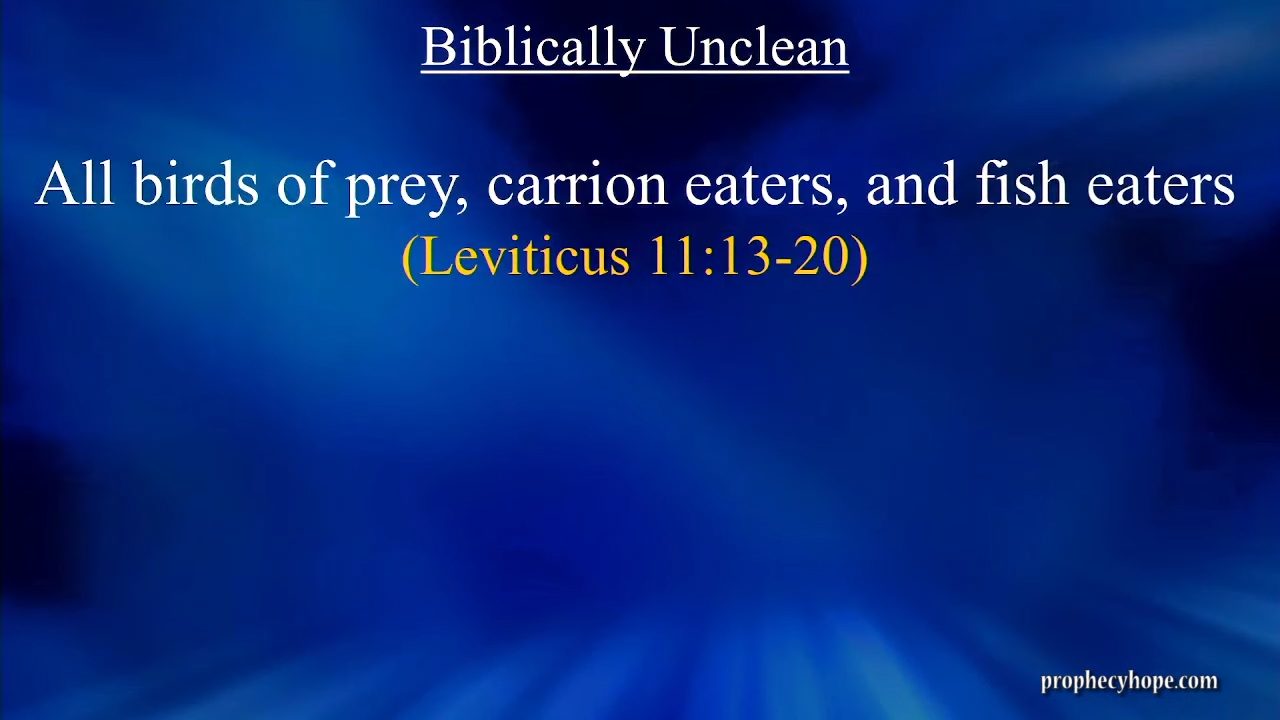 Biblically Unclean
All birds of prey, carrion eaters, and fish eaters
(Leviticus 11:13-20)
prophecyhope.com